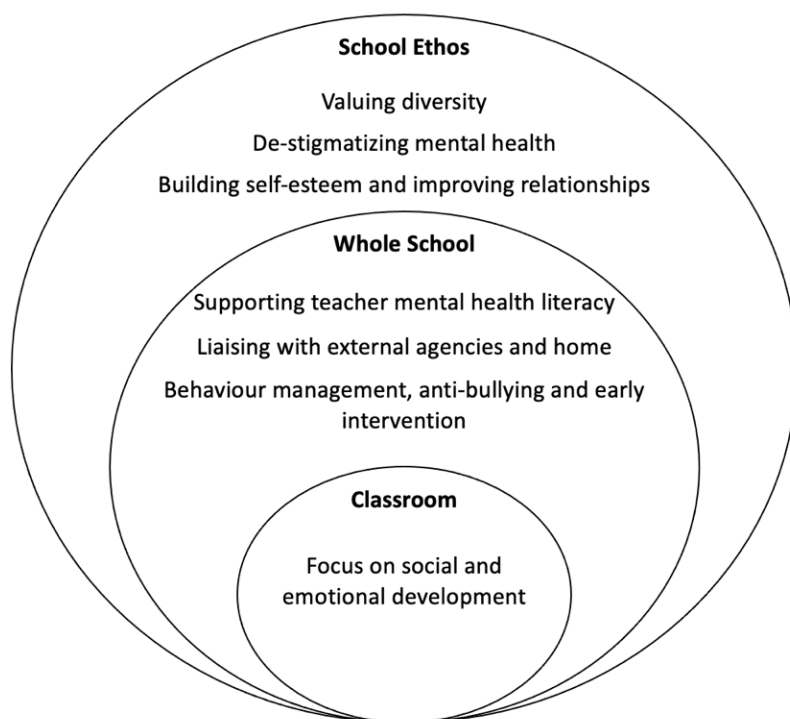 School Ethos
Valuing diversity
De-stigmatizing mental health
Building self-esteem and improving relationships
Whole School
Supporting teacher mental health literacy
Liaising with external agencies and home
Behaviour management, anti-bullying and early
intervention
Classroom
Focus on social and
emotional development